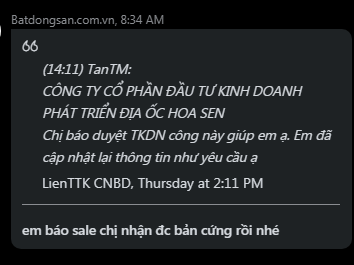 Batdongsan.com.vn, 8:34 AM
(14:11) TanTM:
CÔNG TY CỔ PHẦN ĐẦU TƯ KINH DOANH
PHÁT TRIỂN ĐỊA ỐC HOA SEN
Chị báo duyệt TKDN công này giúp em ạ. Em đã
cập nhật lại thông tin như yêu cầu ạ
LienTTK CNBD, Thursday at 2:11 PM
em báo sale chị nhận đc bản cứng rồi nhé